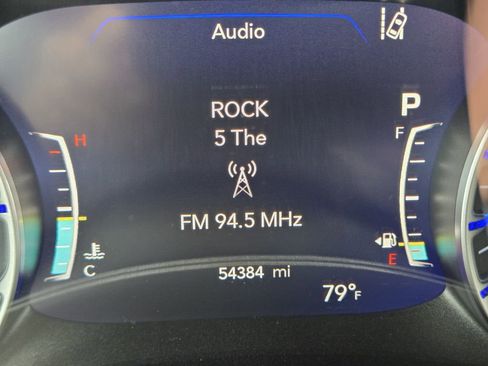 Audio
P
ROCK
5 The
H
F
FM 94.5 MHz
C
E
54384 mi
79°F